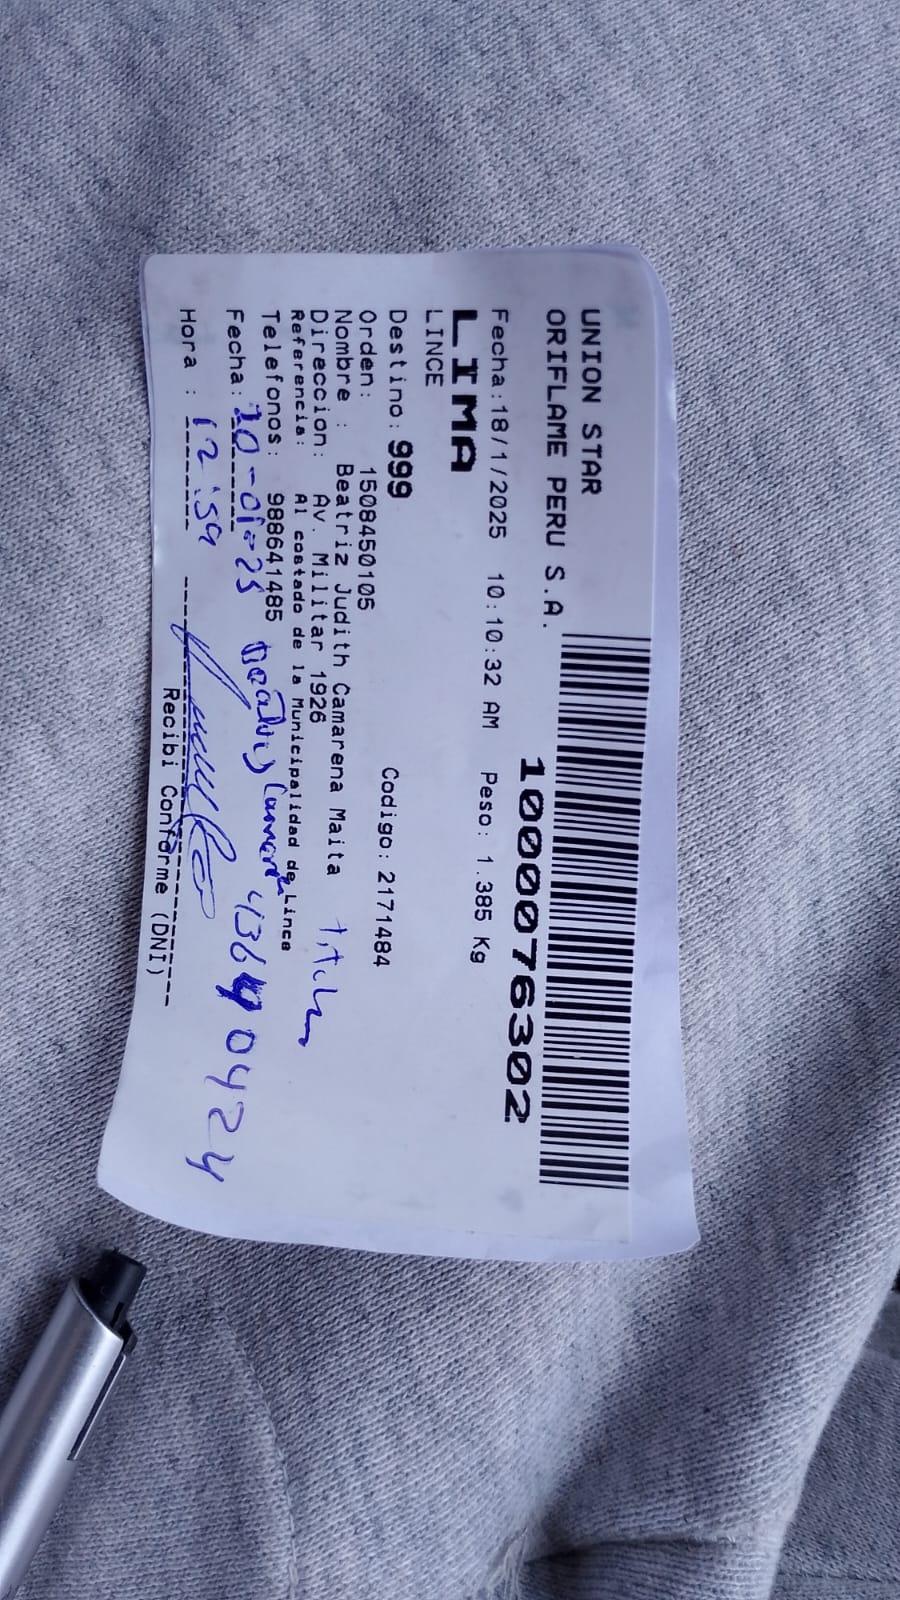 UNION STAR
ORIFLAME PERU S.A.
1000076302
Fecha:18/1/2025 10:10:32 AM Peso: 1.385 Kg
LIMA
LINCE
Destino: 999 Codigo: 2171484
Orden: 1508450105
Nombre : Beatriz Judith Camarena Maita
Direccion: Av. Militar 1926
Referencia: Al costado de la Municipalidad de Lince
Telefonos: 988641485
Fecha: 20-01-25
Hora : 12:59
Recibi Conforme (DNI)